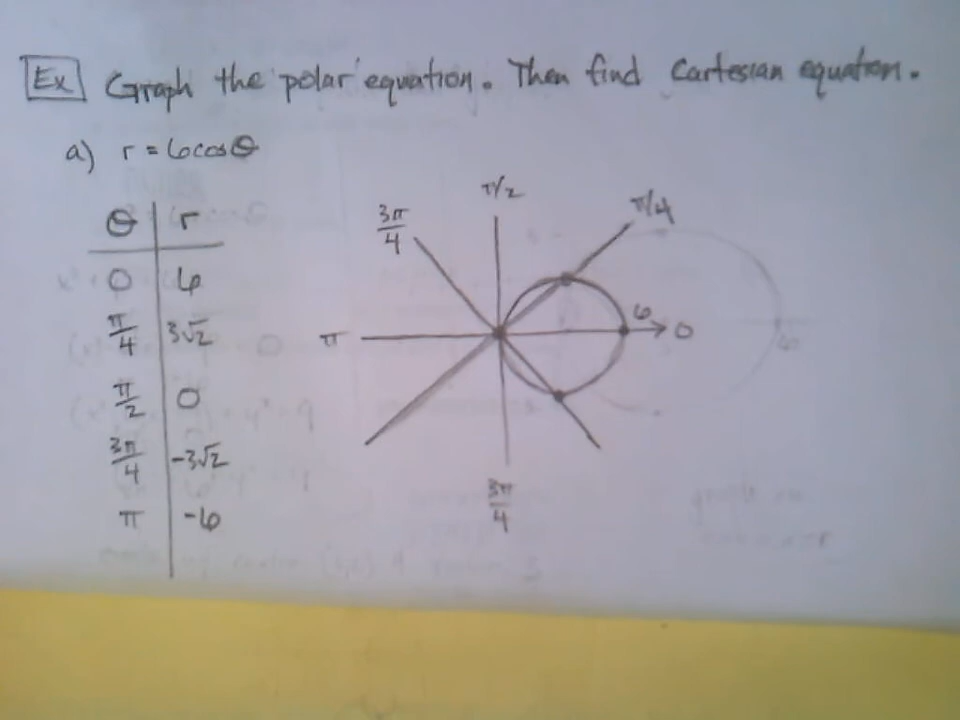 Ex Graph the polar equation. Then find Cartesian equation.
a) r = 6cosθ
θ r
0 6
π/4 3√2
π/2 0
3π/4 -3√2
π -6
π/2
3π/4
π/4
π
6
0
3π/4